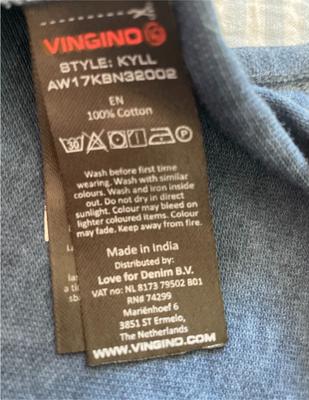 VINGINO
STYLE: KYLL
AW17KBN32002
EN
100% Cotton
30 P
Wash before first time
wearing. Wash with similar
colours. Wash and iron inside
out. Do not dry in direct
sunlight. Colour may bleed on
lighter coloured items. Colour
may fade. Keep away from fire.
Made in India
Distributed by:
Love for Denim B.V.
VAT no: NL 8173 79502 B01
RN# 74299
Mariënhoef 6
3851 ST Ermelo,
The Netherlands
WWW.VINGINO.COM